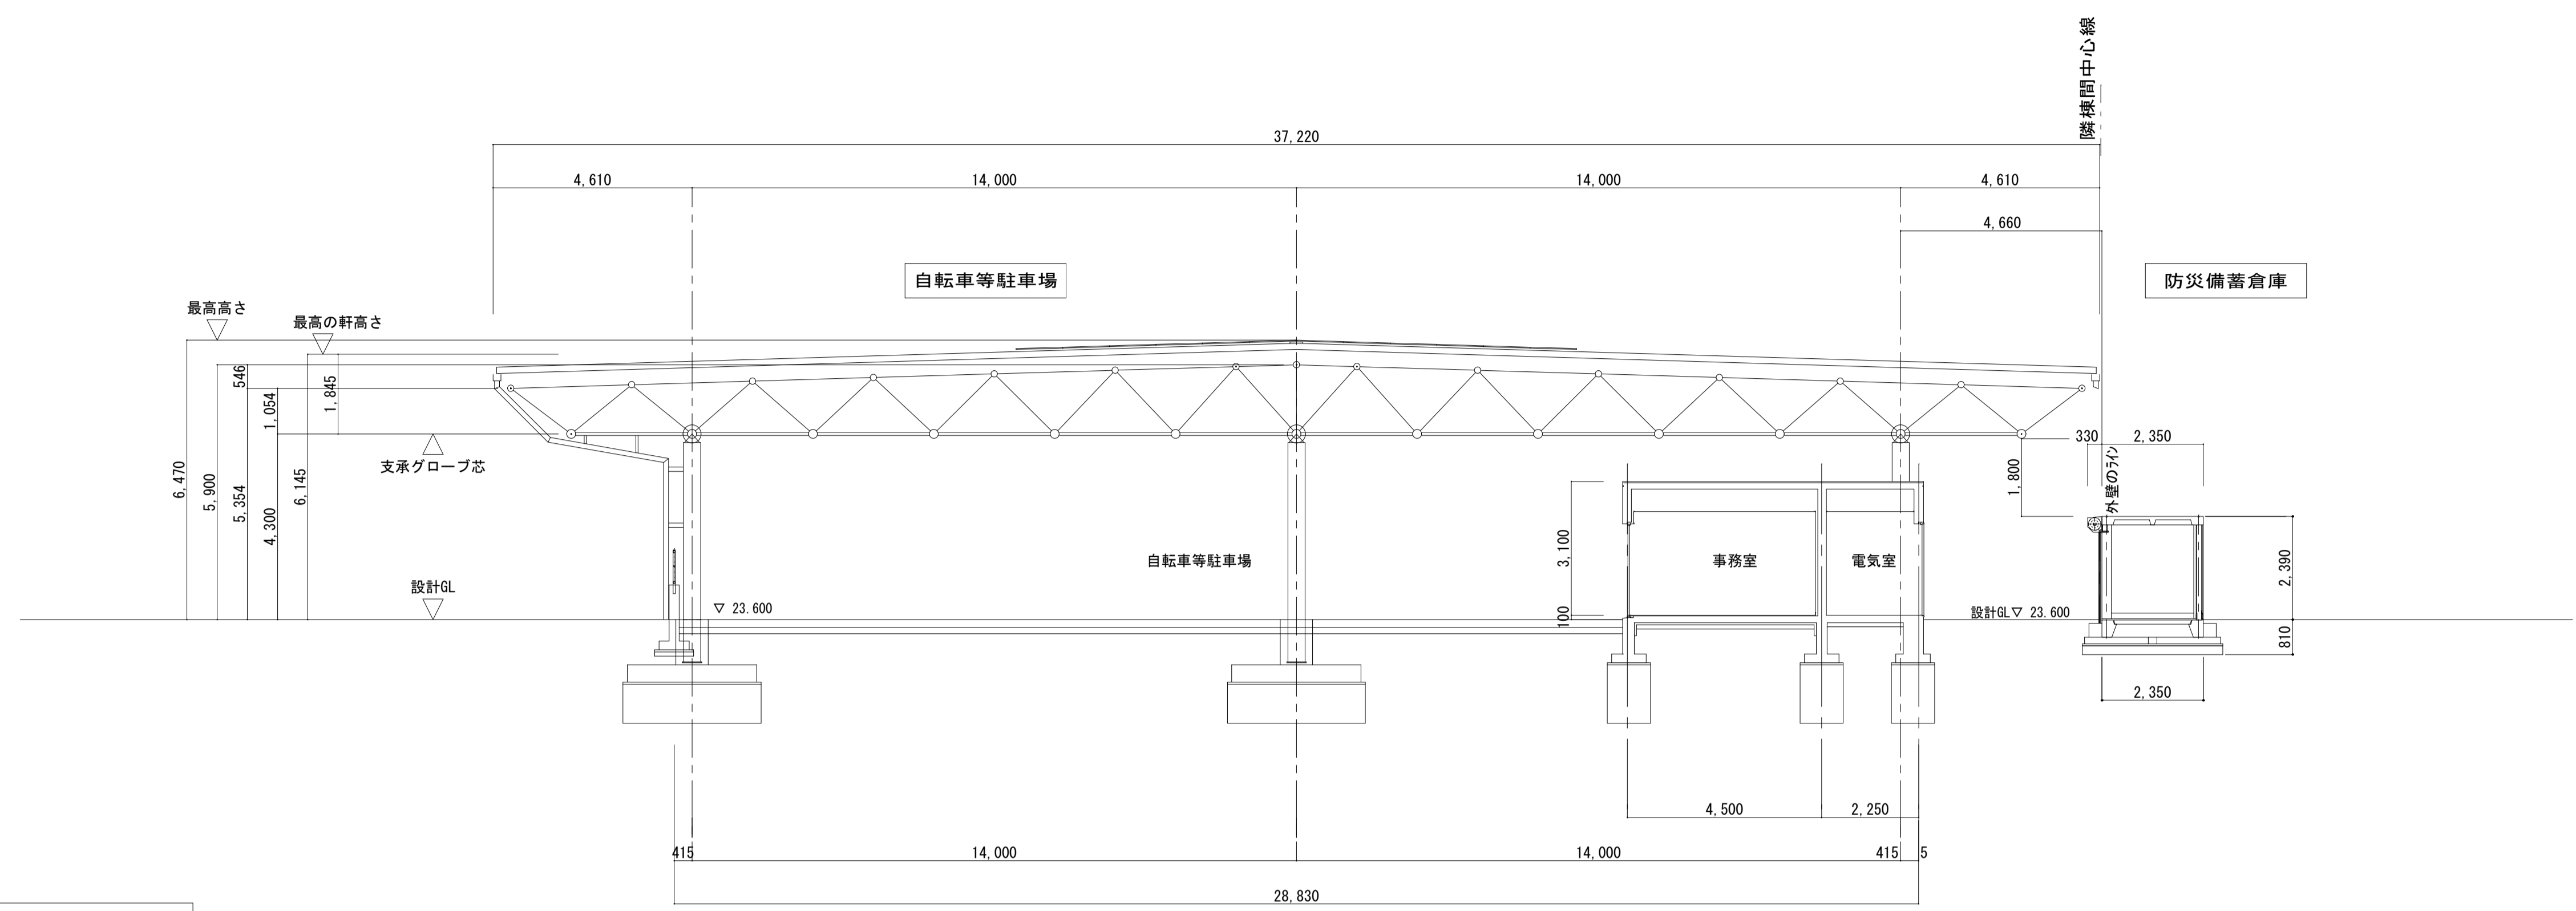 隣棟間中心線
37,220
4,610
14,000
14,000
4,610
4,660
自転車等駐車場
防災備蓄倉庫
最高高さ
最高の軒高さ
546
1,845
1,054
支承グローブ芯
6,470
5,900
5,354
4,300
6,145
330
2,350
1,800
外壁のライン
3,100
自転車等駐車場
事務室
電気室
2,390
設計GL
▽ 23.600
100
設計GL▽ 23.600
810
2,350
4,500
2,250
415
14,000
14,000
415
5
28,830